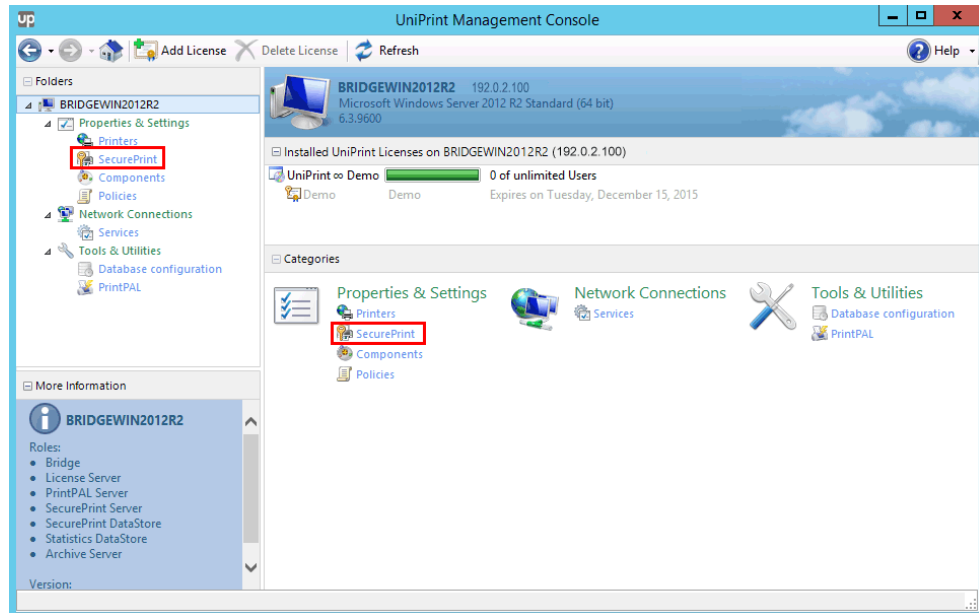 UP UniPrint Management Console
Add License Delete License Refresh Help
Folders
BRIDGEWIN2012R2
Properties & Settings
Printers
SecurePrint
Components
Policies
Network Connections
Services
Tools & Utilities
Database configuration
PrintPAL
More Information
BRIDGEWIN2012R2
Roles:
Bridge
License Server
PrintPAL Server
SecurePrint Server
SecurePrint DataStore
Statistics DataStore
Archive Server
Version:
BRIDGEWIN2012R2 192.0.2.100
Microsoft Windows Server 2012 R2 Standard (64 bit)
6.3.9600
Installed UniPrint Licenses on BRIDGEWIN2012R2 (192.0.2.100)
UniPrint ∞ Demo 0 of unlimited Users
Demo Demo Expires on Tuesday, December 15, 2015
Categories
Properties & Settings
Printers
SecurePrint
Components
Policies
Network Connections
Services
Tools & Utilities
Database configuration
PrintPAL